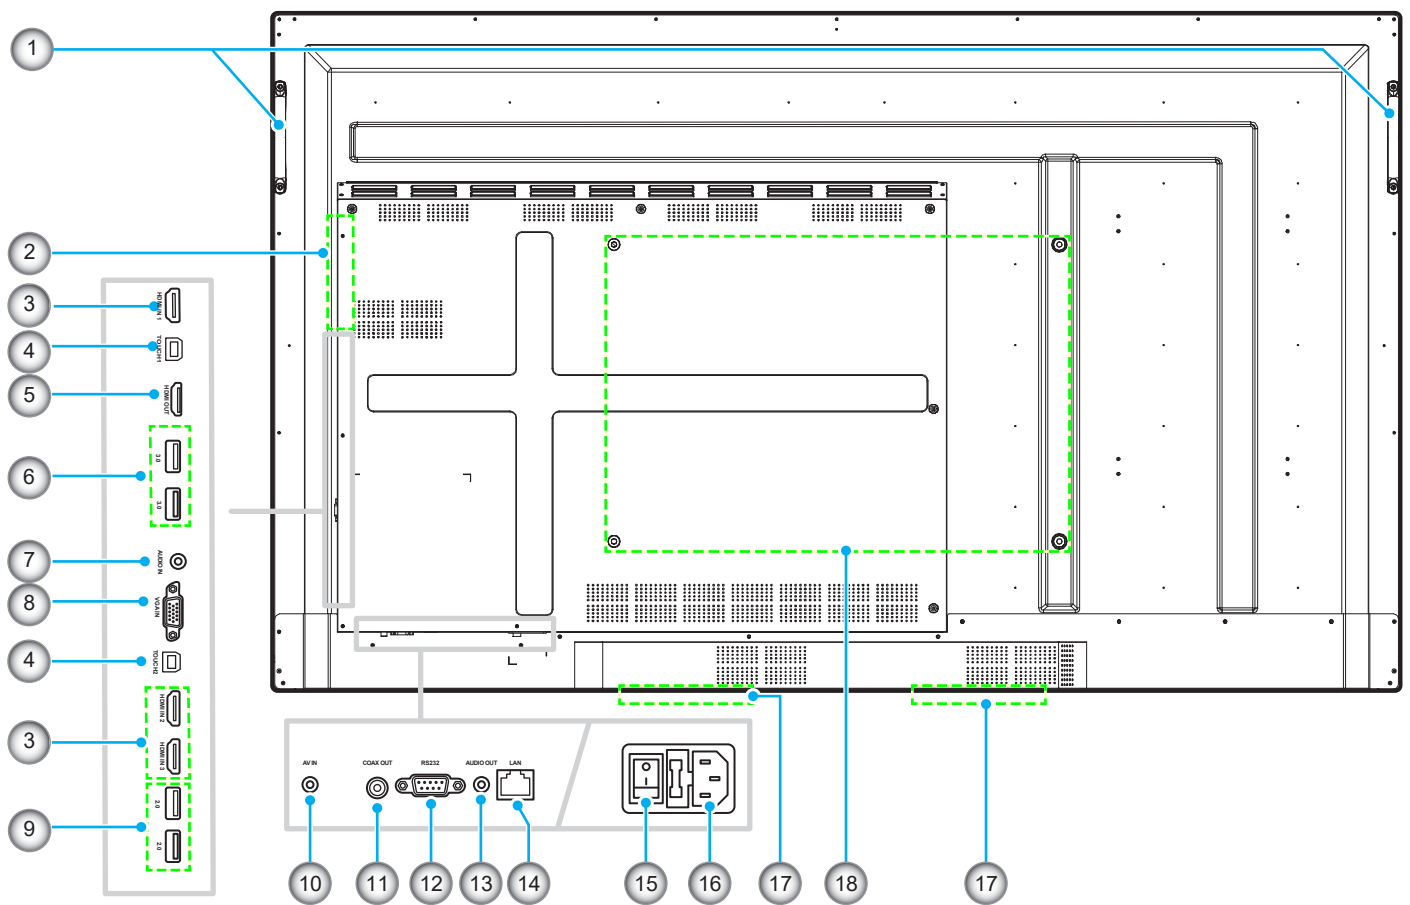 1
2
3
HDMI IN 1
4
TOUCH1
5
HDMI OUT
6
3.0
3.0
7
AUDIO IN
8
VGA IN
4
TOUCH2
3
HDMI IN 2
HDMI IN 3
9
2.0
2.0
AV IN
COAX OUT
RS232
AUDIO OUT
LAN
10
11
12
13
14
15
16
17
18
17